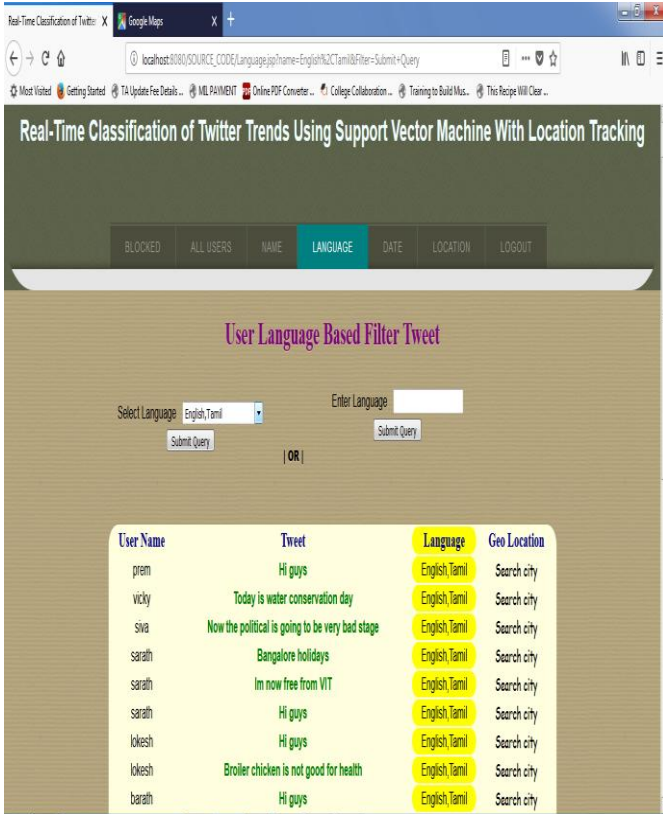 Real-Time Classification of Twitte X Google Maps X +
localhost:8080/SOURCE_CODE/Language.jsp?name=English%2CTamil&Filter=Submit+Query
Most Visited Getting Started TA Update Fee Details ... MIL PAYMENT Online PDF Converter ... College Collaboration ... Training to Build Mus... This Recipe Will Clear ...
Real-Time Classification of Twitter Trends Using Support Vector Machine With Location Tracking
BLOCKED ALL USERS NAME LANGUAGE DATE LOCATION LOGOUT
User Language Based Filter Tweet
Select Language English,Tamil
Submit Query
| OR |
Enter Language
Submit Query
User Name Tweet Language Geo Location
prem Hi guys English,Tamil Search city
vicky Today is water conservation day English,Tamil Search city
siva Now the political is going to be very bad stage English,Tamil Search city
sarath Bangalore holidays English,Tamil Search city
sarath Im now free from VIT English,Tamil Search city
sarath Hi guys English,Tamil Search city
lokesh Hi guys English,Tamil Search city
lokesh Broiler chicken is not good for health English,Tamil Search city
barath Hi guys English,Tamil Search city